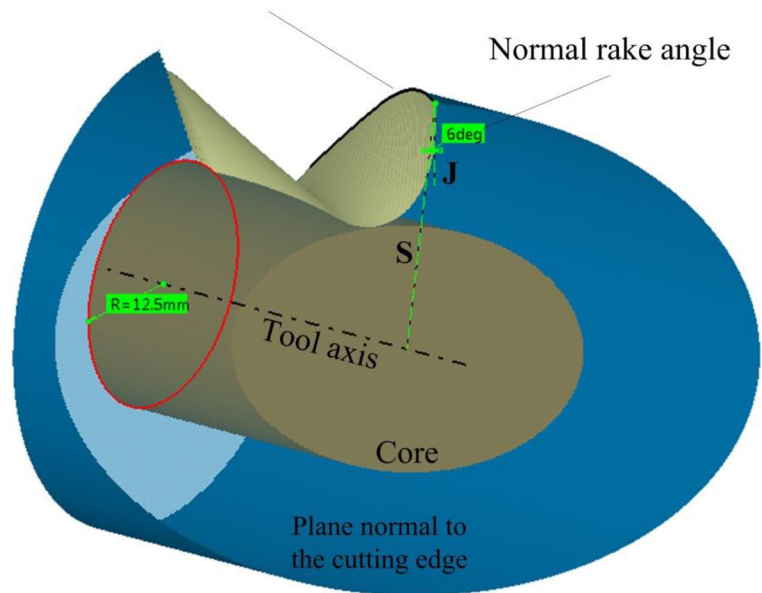 Normal rake angle
6deg
J
S
R=12.5mm
Tool axis
Core
Plane normal to
the cutting edge